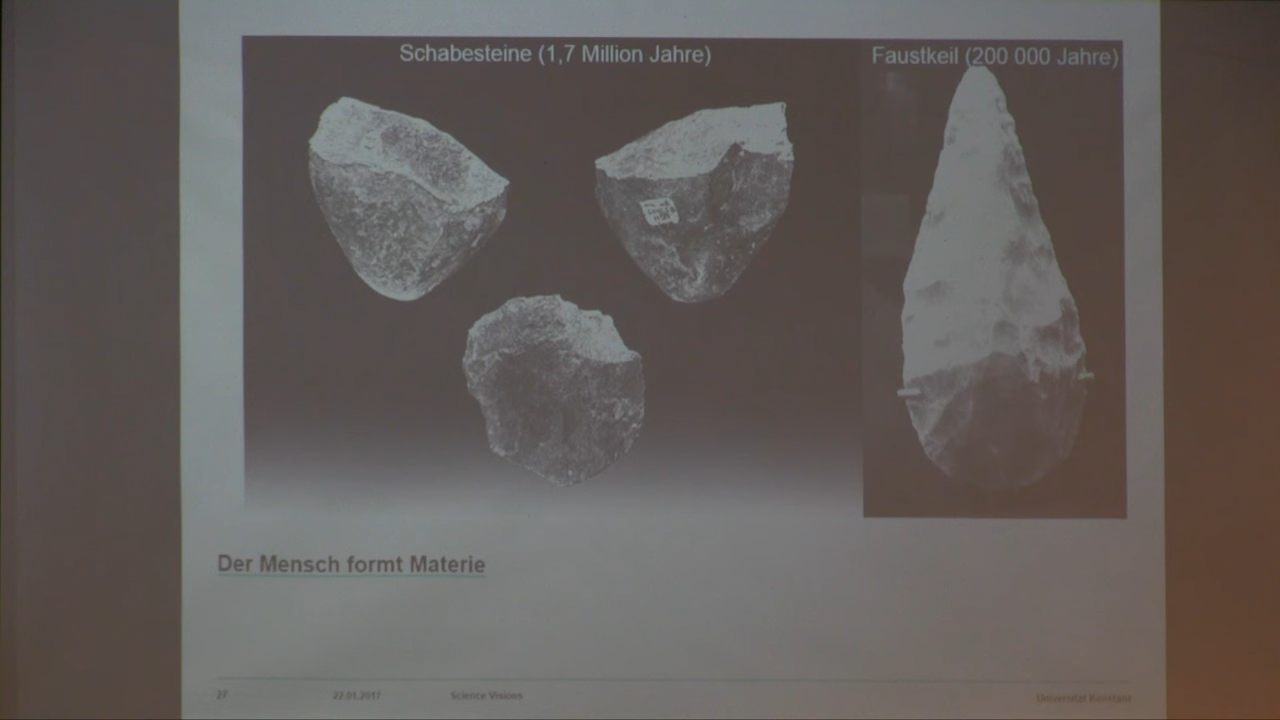 Schabesteine (1,7 Million Jahre)
Faustkeil (200 000 Jahre)
Der Mensch formt Materie
27
22.01.2017
Science Visions
Universität Konstanz